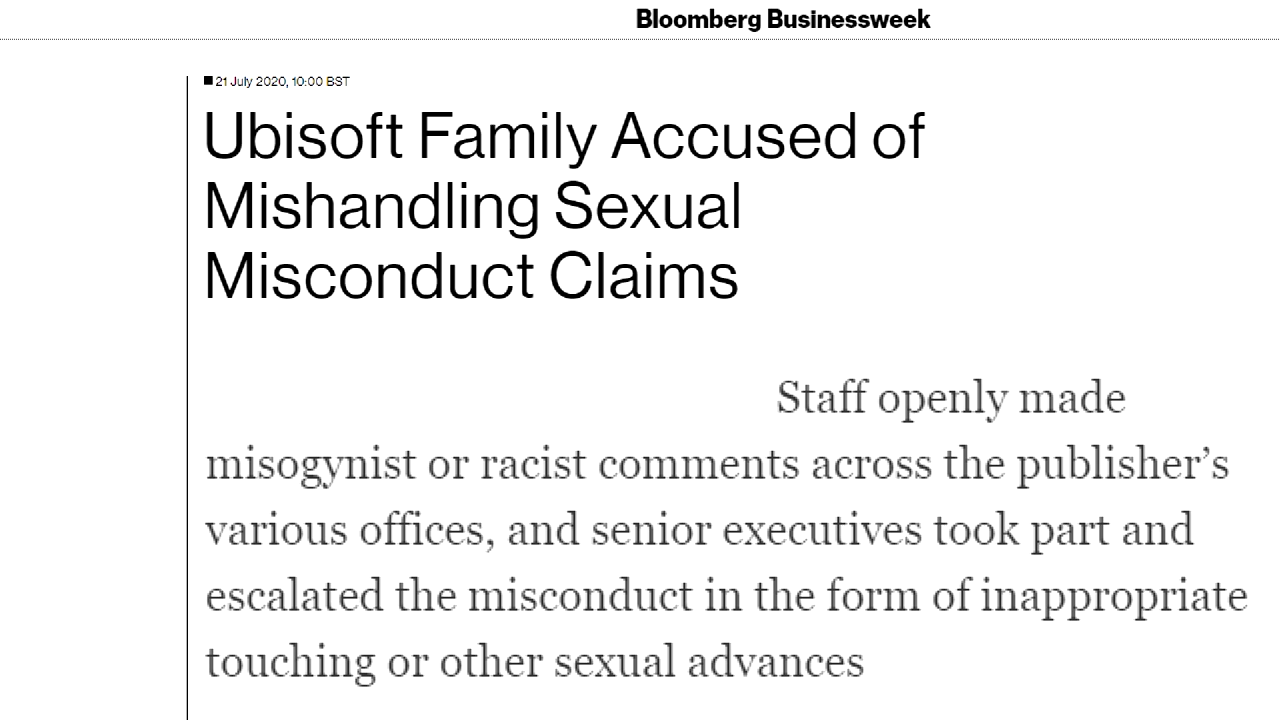 Bloomberg Businessweek
21 July 2020, 10:00 BST
Ubisoft Family Accused of
Mishandling Sexual
Misconduct Claims
Staff openly made
misogynist or racist comments across the publisher’s
various offices, and senior executives took part and
escalated the misconduct in the form of inappropriate
touching or other sexual advances